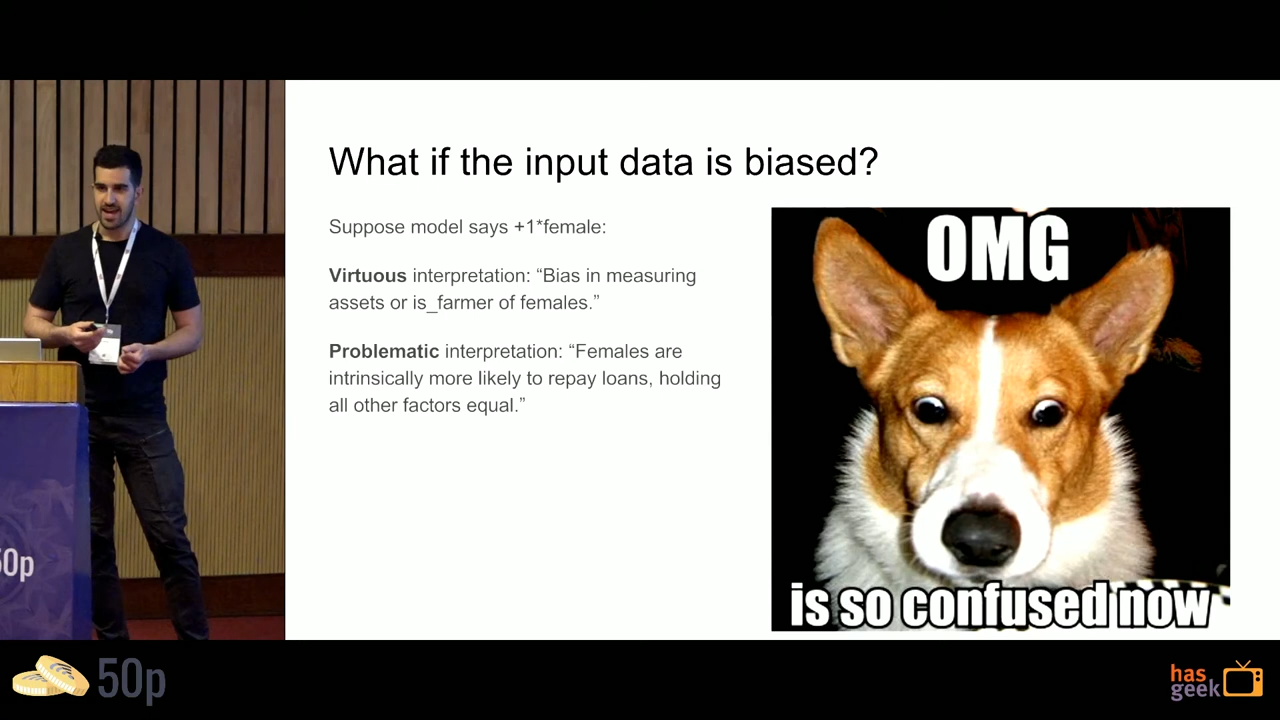 What if the input data is biased?
Suppose model says +1*female:
Virtuous interpretation: “Bias in measuring
assets or is_farmer of females.”
Problematic interpretation: “Females are
intrinsically more likely to repay loans, holding
all other factors equal.”
OMG
is so confused now
50p
50p
has
geek